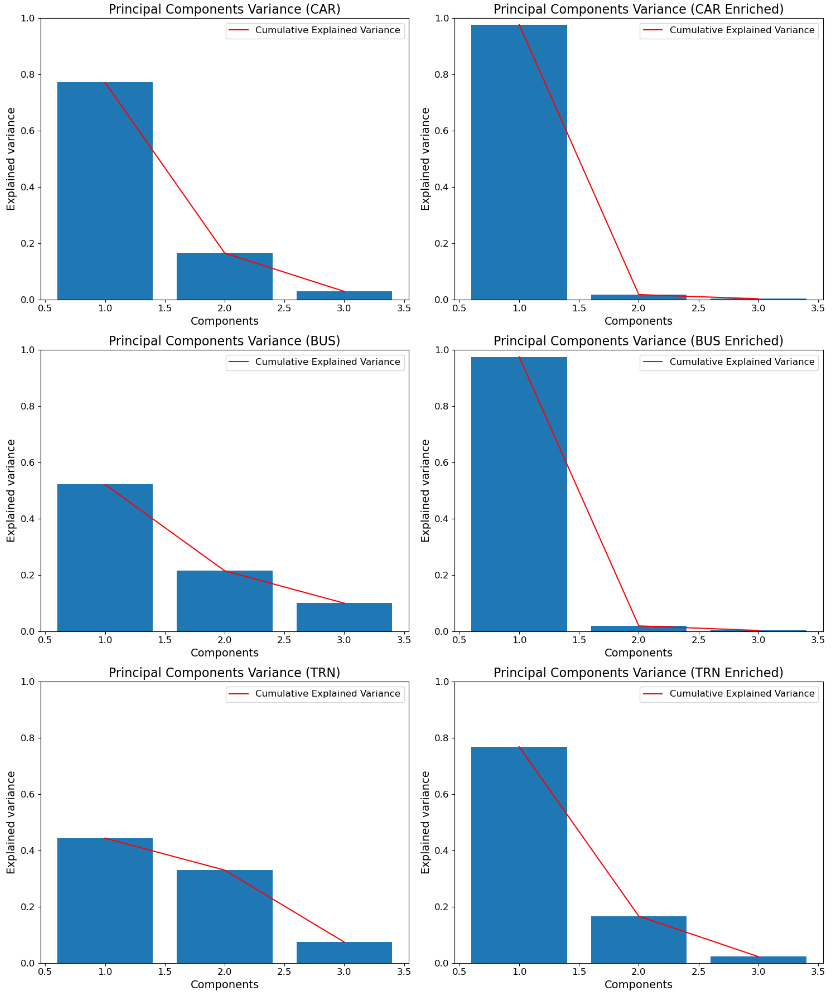 Principal Components Variance (CAR)
Cumulative Explained Variance
Explained variance
1.0
0.8
0.6
0.4
0.2
0.0
0.5 1.0 1.5 2.0 2.5 3.0 3.5
Components
Principal Components Variance (CAR Enriched)
Cumulative Explained Variance
Explained variance
1.0
0.8
0.6
0.4
0.2
0.0
0.5 1.0 1.5 2.0 2.5 3.0 3.5
Components
Principal Components Variance (BUS)
Cumulative Explained Variance
Explained variance
1.0
0.8
0.6
0.4
0.2
0.0
0.5 1.0 1.5 2.0 2.5 3.0 3.5
Components
Principal Components Variance (BUS Enriched)
Cumulative Explained Variance
Explained variance
1.0
0.8
0.6
0.4
0.2
0.0
0.5 1.0 1.5 2.0 2.5 3.0 3.5
Components
Principal Components Variance (TRN)
Cumulative Explained Variance
Explained variance
1.0
0.8
0.6
0.4
0.2
0.0
0.5 1.0 1.5 2.0 2.5 3.0 3.5
Components
Principal Components Variance (TRN Enriched)
Cumulative Explained Variance
Explained variance
1.0
0.8
0.6
0.4
0.2
0.0
0.5 1.0 1.5 2.0 2.5 3.0 3.5
Components